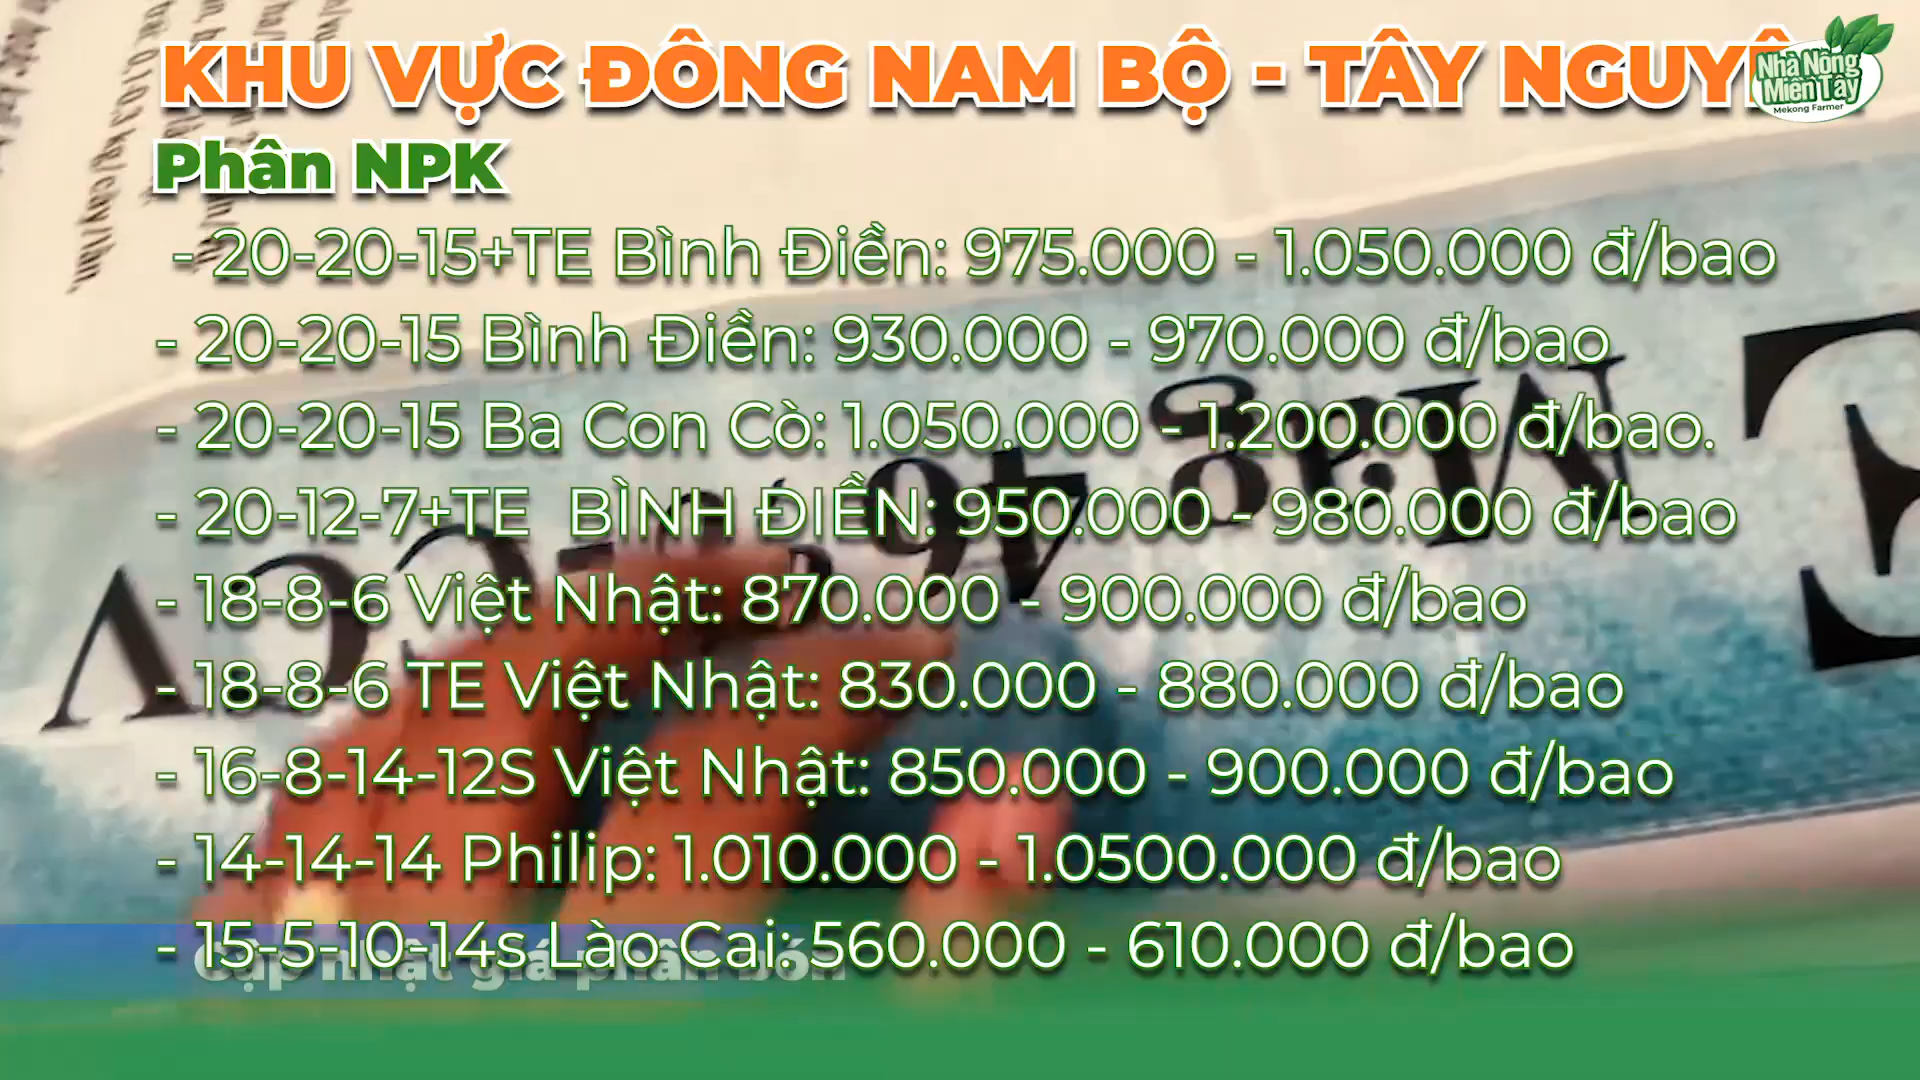 KHU VỰC ĐÔNG NAM BỘ - TÂY NGUYÊ
Nhà Nông
Miền Tây
Mekong Farmer
Phân NPK
- 20-20-15+TE Bình Điền: 975.000 - 1.050.000 đ/bao
- 20-20-15 Bình Điền: 930.000 - 970.000 đ/bao
- 20-20-15 Ba Con Cò: 1.050.000 - 1.200.000 đ/bao.
- 20-12-7+TE  BÌNH ĐIỀN: 950.000 - 980.000 đ/bao
- 18-8-6 Việt Nhật: 870.000 - 900.000 đ/bao
- 18-8-6 TE Việt Nhật: 830.000 - 880.000 đ/bao
- 16-8-14-12S Việt Nhật: 850.000 - 900.000 đ/bao
- 14-14-14 Philip: 1.010.000 - 1.0500.000 đ/bao
- 15-5-10-14s Lào Cai: 560.000 - 610.000 đ/bao
Cập nhật giá phân bón